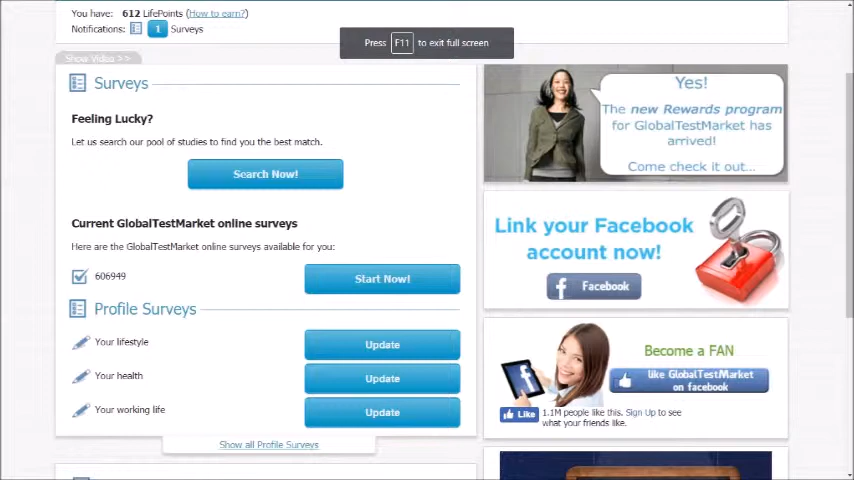 You have: 612 LifePoints (How to earn?)
Notifications: 1 Surveys
Press F11 to exit full screen
Show Video >>
Surveys
Feeling Lucky?
Let us search our pool of studies to find you the best match.
Search Now!
Current GlobalTestMarket online surveys
Here are the GlobalTestMarket online surveys available for you:
606949
Start Now!
Profile Surveys
Your lifestyle
Update
Your health
Update
Your working life
Update
Show all Profile Surveys
Yes!
The new Rewards program
for GlobalTestMarket has
arrived!
Come check it out...
Link your Facebook
account now!
f Facebook
Become a FAN
like GlobalTestMarket
on facebook
f
Like
1.1M people like this. Sign Up to see
what your friends like.